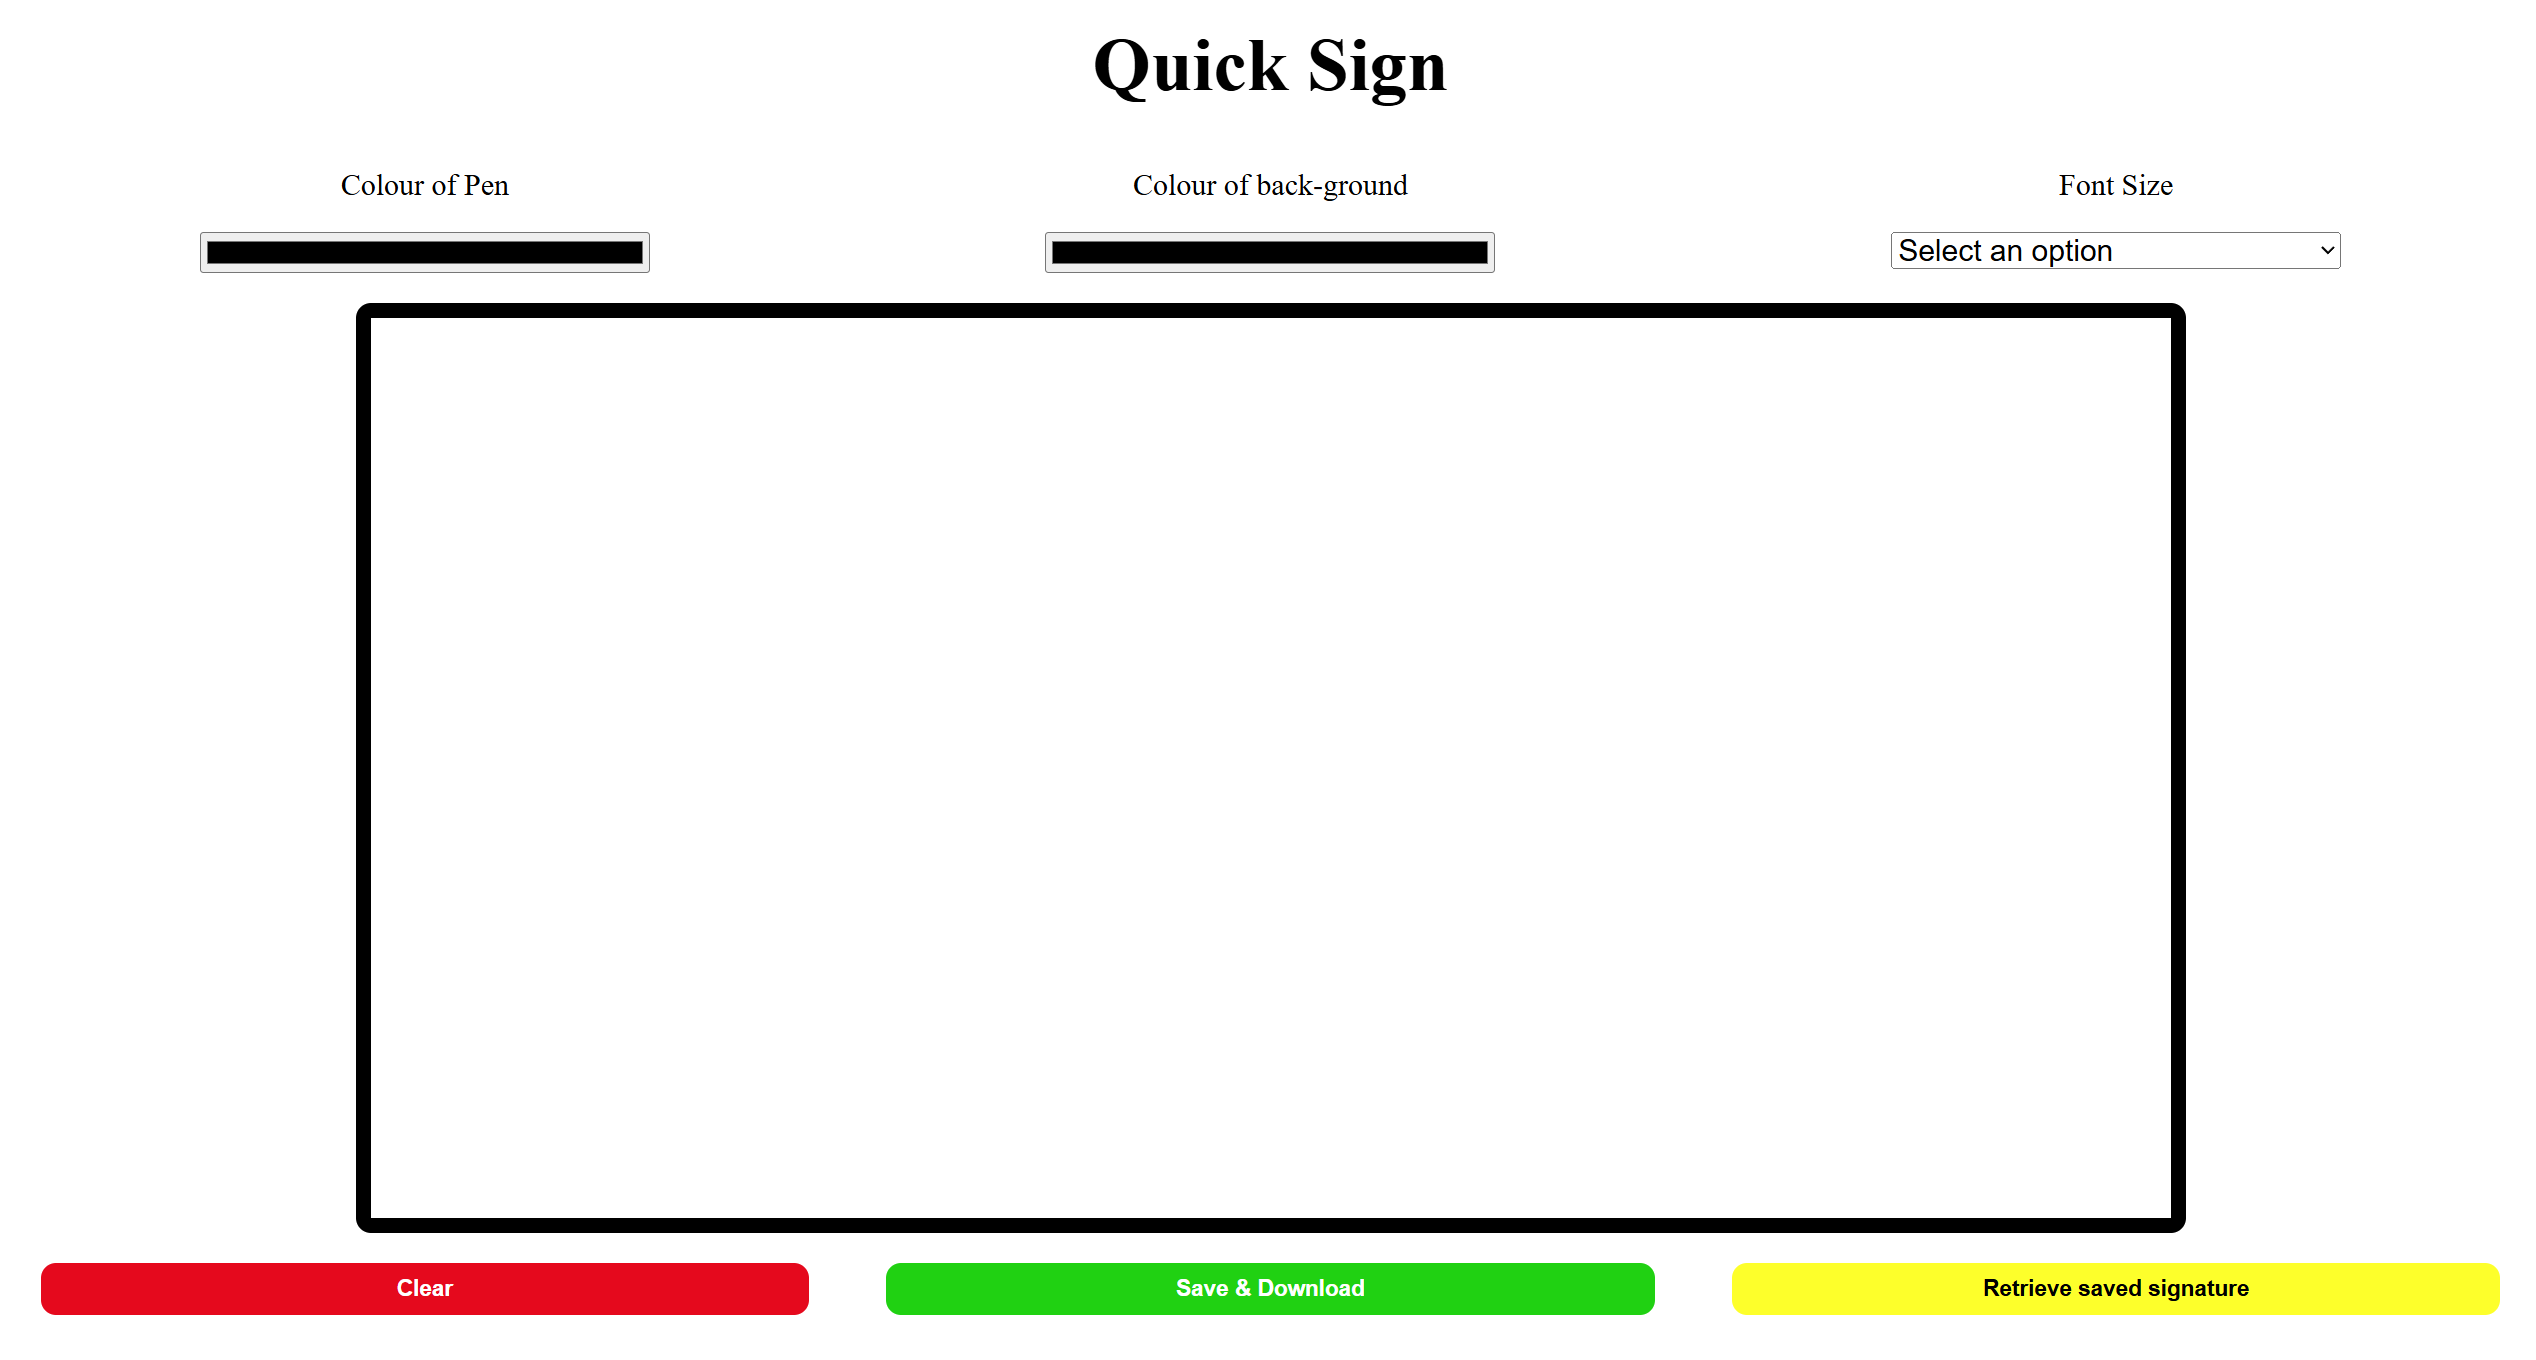 Quick Sign
Colour of Pen
Colour of back-ground
Font Size
Select an option
Clear
Save & Download
Retrieve saved signature